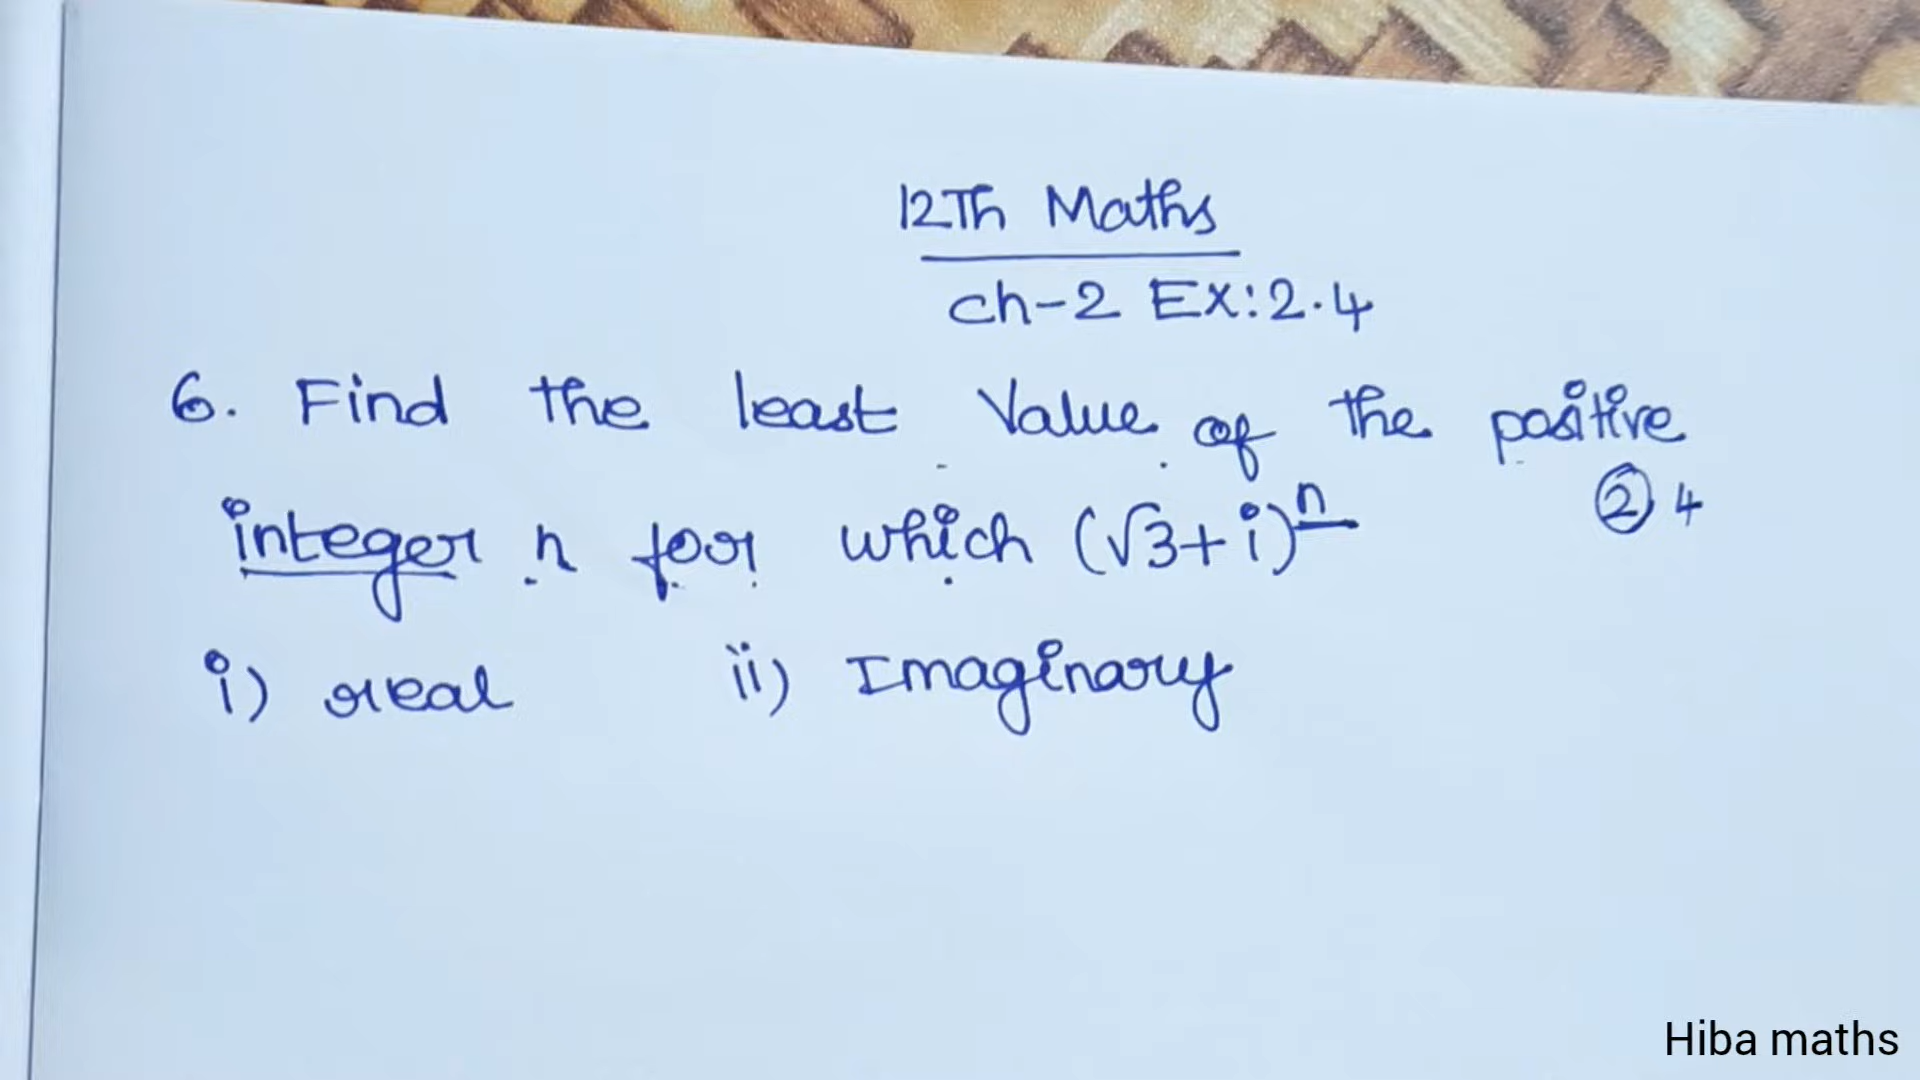 12Th Maths
Ch-2 Ex: 2.4
6. Find the least Value of the positive
integer n for which (√3+i)ⁿ
② 4
i) real ii) Imaginary
Hiba maths